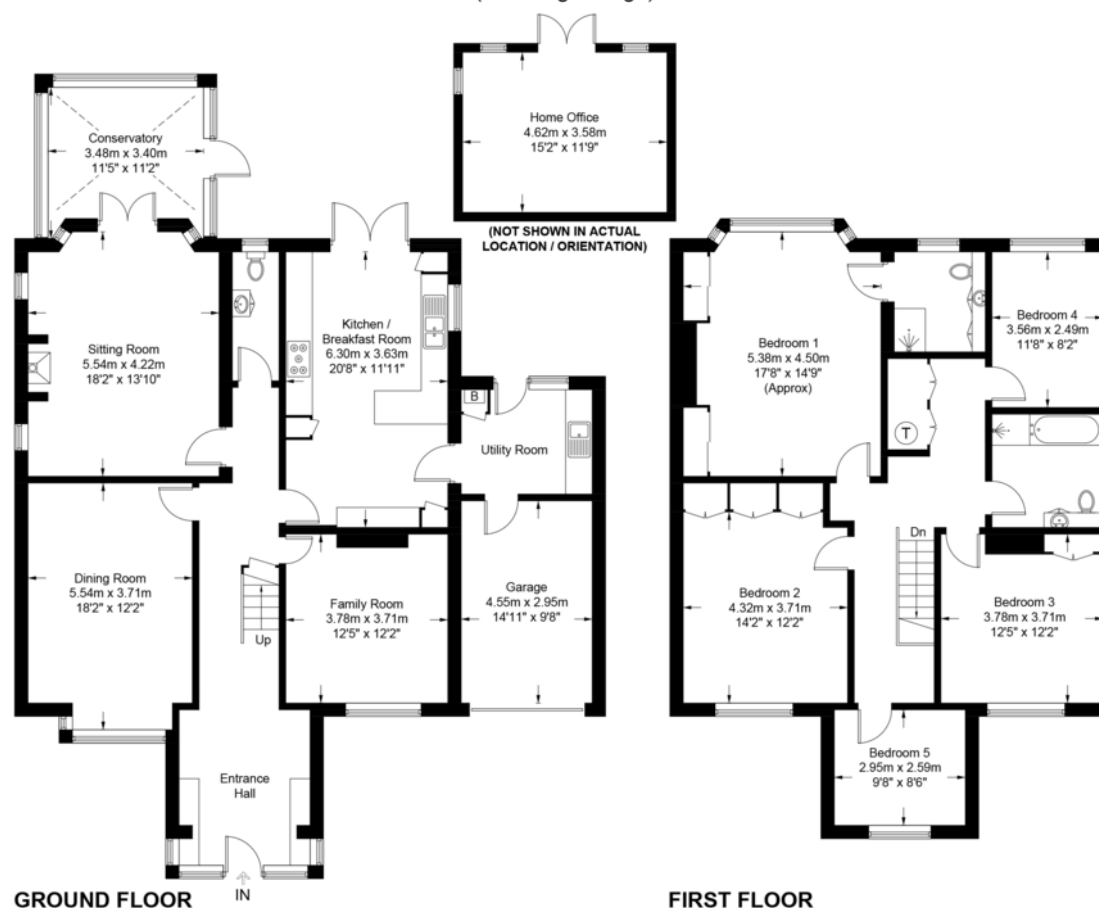 Conservatory
3.48m x 3.40m
11'5" x 11'2"
Home Office
4.62m x 3.58m
15'2" x 11'9"
(NOT SHOWN IN ACTUAL
LOCATION / ORIENTATION)
Sitting Room
5.54m x 4.22m
18'2" x 13'10"
Kitchen /
Breakfast Room
6.30m x 3.63m
20'8" x 11'11"
B
Utility Room
Dining Room
5.54m x 3.71m
18'2" x 12'2"
Up
Family Room
3.78m x 3.71m
12'5" x 12'2"
Garage
4.55m x 2.95m
14'11" x 9'8"
Entrance
Hall
IN
GROUND FLOOR
Bedroom 1
5.38m x 4.50m
17'8" x 14'9"
(Approx)
Bedroom 4
3.56m x 2.49m
11'8" x 8'2"
T
Dn
Bedroom 2
4.32m x 3.71m
14'2" x 12'2"
Bedroom 3
3.78m x 3.71m
12'5" x 12'2"
Bedroom 5
2.95m x 2.59m
9'8" x 8'6"
FIRST FLOOR